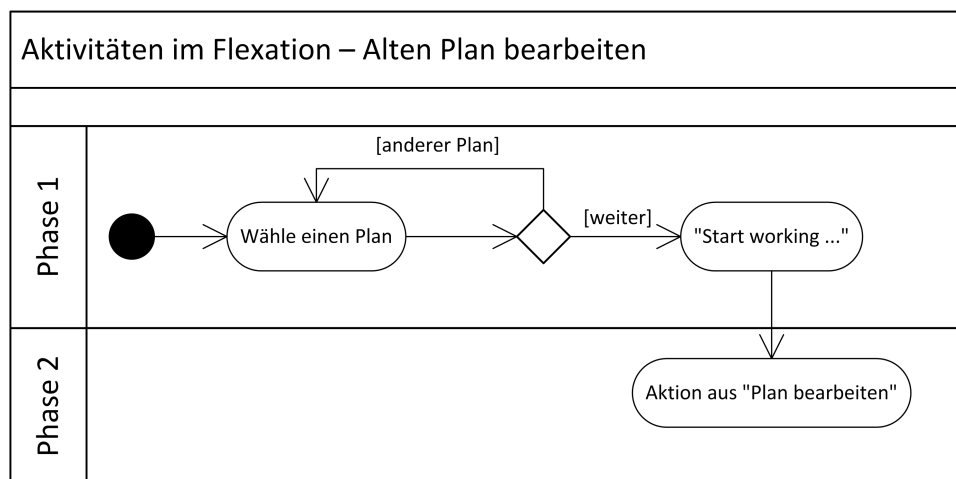 Aktivitäten im Flexation – Alten Plan bearbeiten
Phase 1
[anderer Plan]
Wähle einen Plan
[weiter]
"Start working ..."
Phase 2
Aktion aus "Plan bearbeiten"